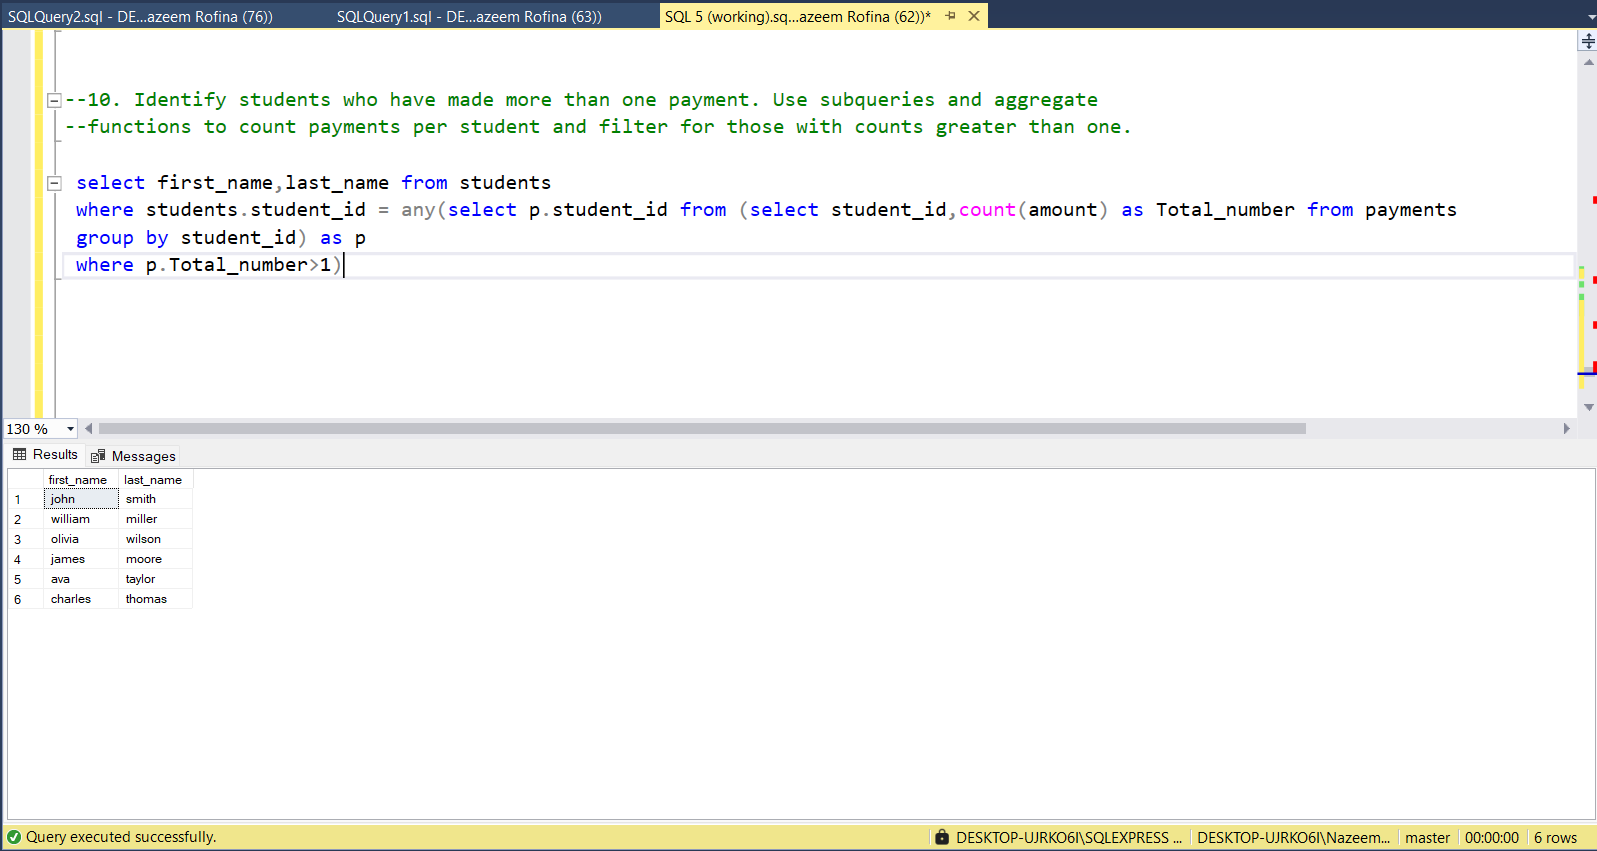 SQLQuery2.sql - DE...azeem Rofina (76))
SQLQuery1.sql - DE...azeem Rofina (63))
SQL 5 (working).sq...azeem Rofina (62))*
--10. Identify students who have made more than one payment. Use subqueries and aggregate
--functions to count payments per student and filter for those with counts greater than one.
select first_name,last_name from students
where students.student_id = any(select p.student_id from (select student_id,count(amount) as Total_number from payments
group by student_id) as p
where p.Total_number>1)
130 %
Results
Messages
first_name last_name
1 john smith
2 william miller
3 olivia wilson
4 james moore
5 ava taylor
6 charles thomas
Query executed successfully.
DESKTOP-UJRKO6I\SQLEXPRESS ...
DESKTOP-UJRKO6I\Nazeem...
master
00:00:00
6 rows